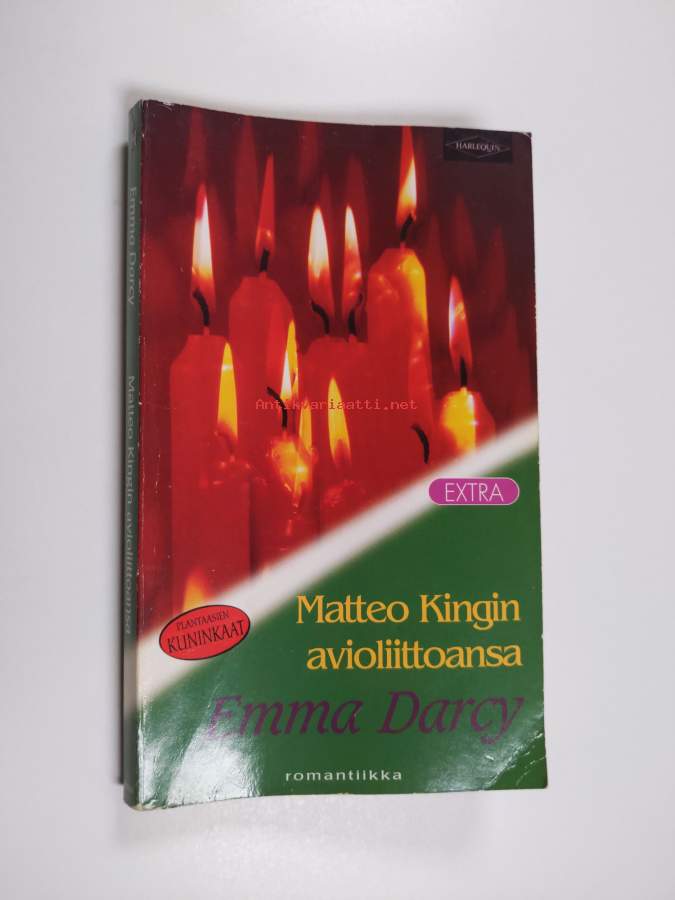 HARLEQUIN
Emma Darcy
Matteo Kingin avioliittoansa
Antikvariaatti.net
EXTRA
PLANTAASIEN
KUNINKAAT
Matteo Kingin
avioliittoansa
Emma Darcy
romantiikka